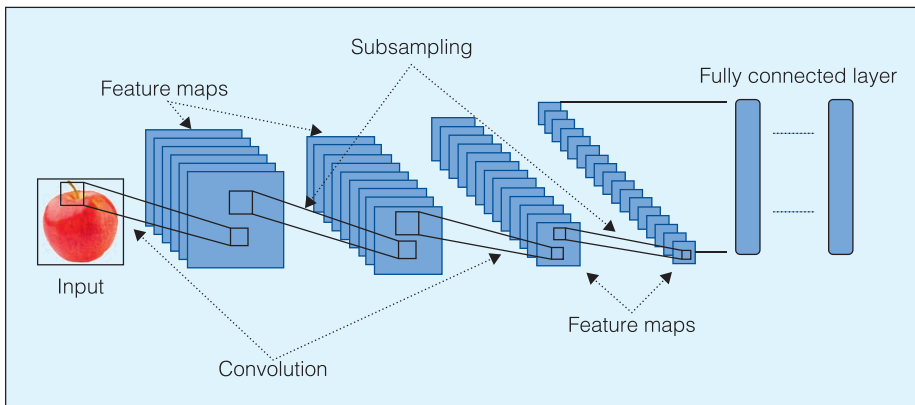 Subsampling
Feature maps
Fully connected layer
Input
Feature maps
Convolution